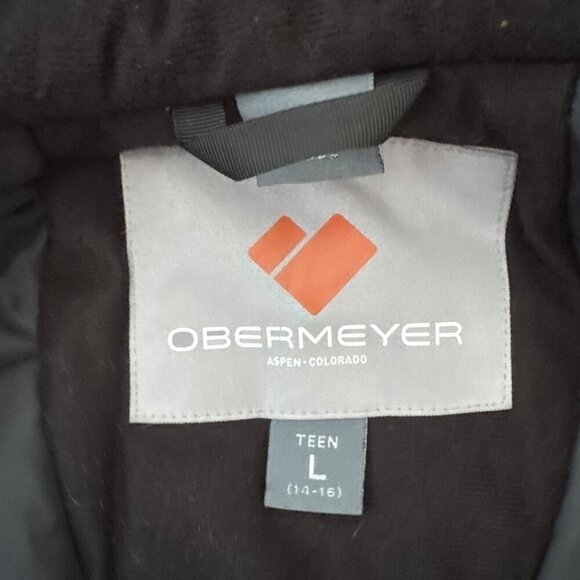 OBERMEYER
ASPEN • COLORADO
TEEN
L
(14-16)